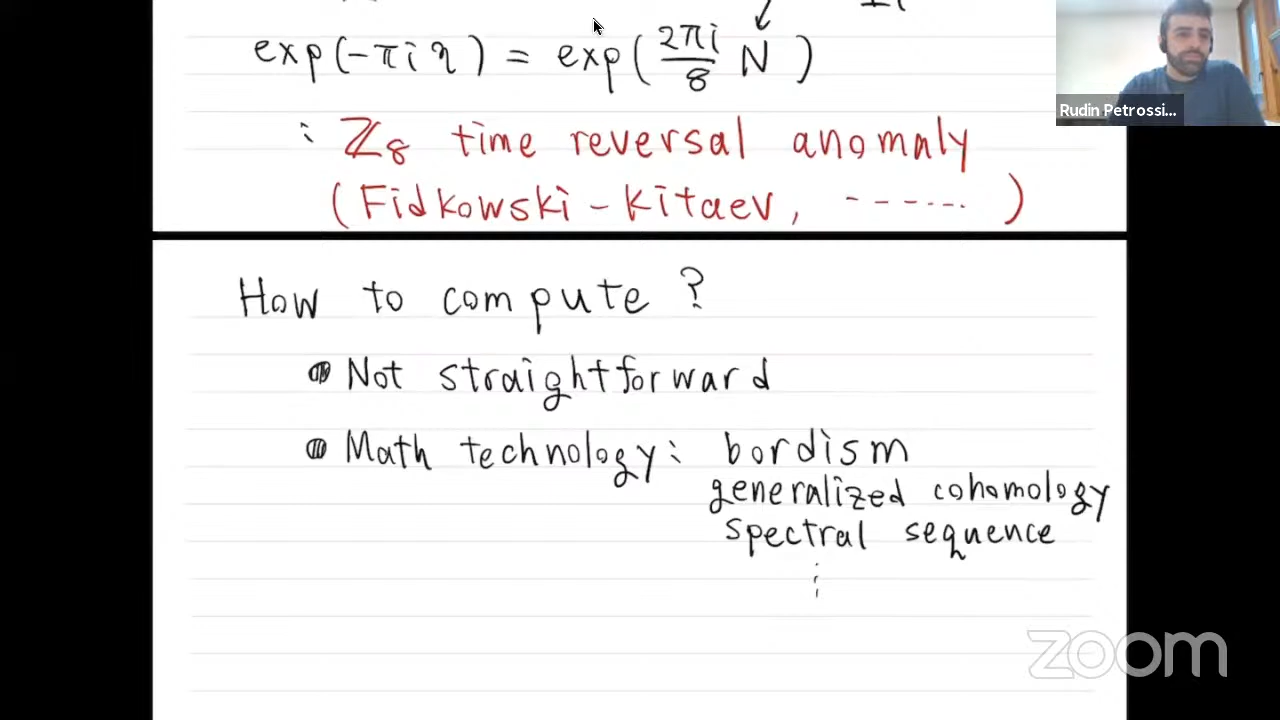 exp(-πiη) = exp(2πi/8 N)
: ℤ8 time reversal anomaly
(Fidkowski - Kitaev, ------)
Rudin Petrossi...
How to compute ?
• Not straightforward
• Math technology : bordism
generalized cohomology
spectral sequence
⋮
zoom